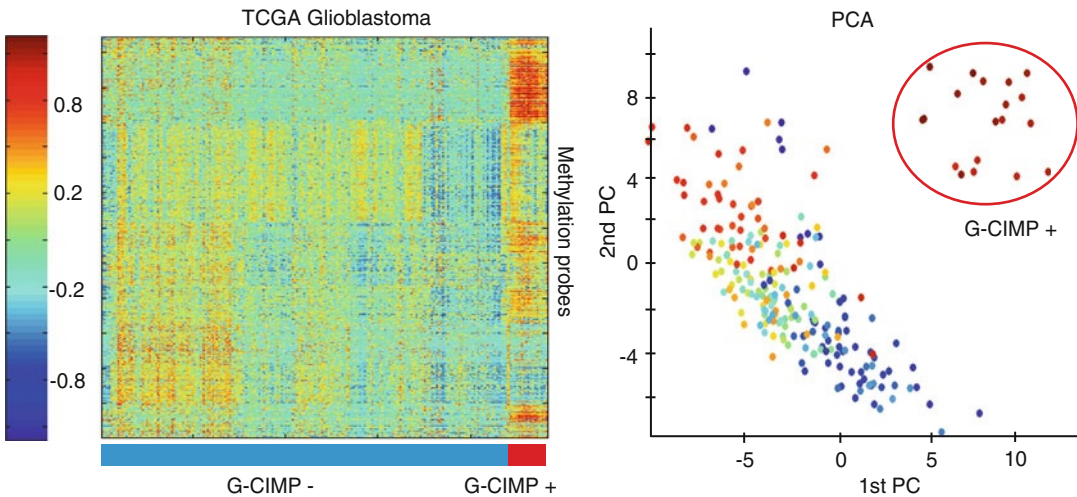 TCGA Glioblastoma
0.8
0.2
-0.2
-0.8
Methylation probes
G-CIMP -
G-CIMP +
PCA
8
4
0
-4
2nd PC
G-CIMP +
-5
0
5
10
1st PC